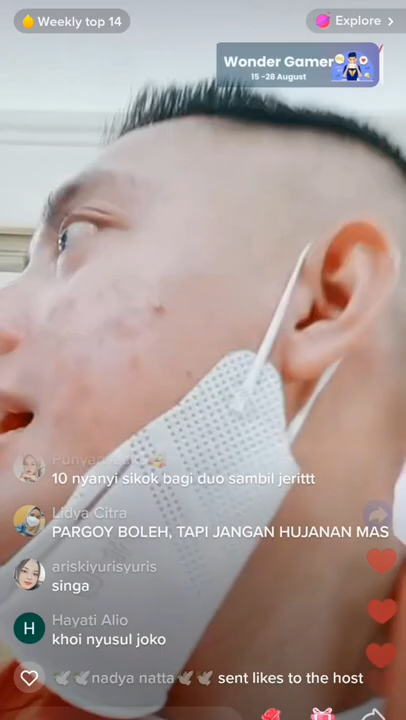 Weekly top 14
Explore >
Wonder Gamer
15 -28 August
10 nyanyi sikok bagi duo sambil jerittt
Lidya Citra
PARGOY BOLEH, TAPI JANGAN HUJANAN MAS
ariskiyurisyuris
singa
H
Hayati Alio
khoi nyusul joko
🕊🕊nadya natta🕊🕊 sent likes to the host